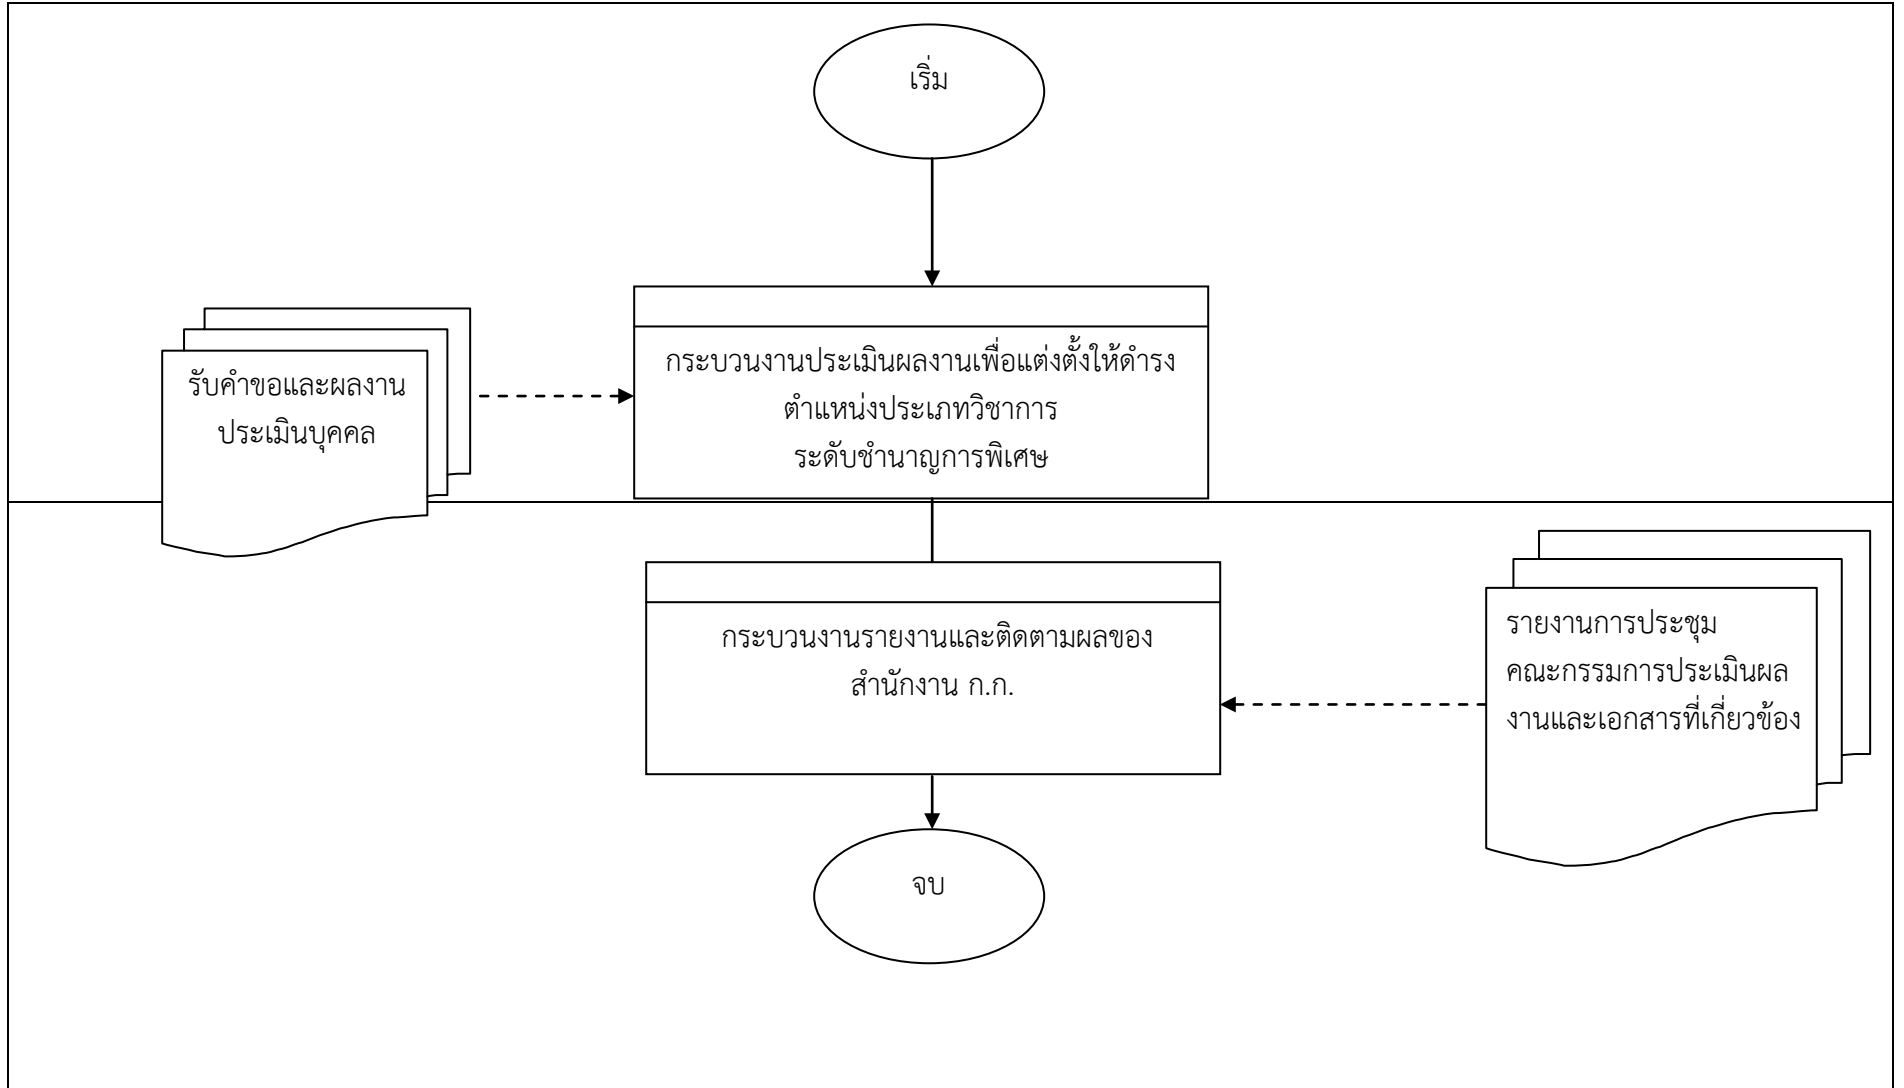 เริ่ม
กระบวนงานประเมินผลงานเพื่อแต่งตั้งให้ดำรง
ตำแหน่งประเภทวิชาการ
ระดับชำนาญการพิเศษ
รับคำขอและผลงาน
ประเมินบุคคล
กระบวนงานรายงานและติดตามผลของ
สำนักงาน ก.ก.
รายงานการประชุม
คณะกรรมการประเมินผล
งานและเอกสารที่เกี่ยวข้อง
จบ